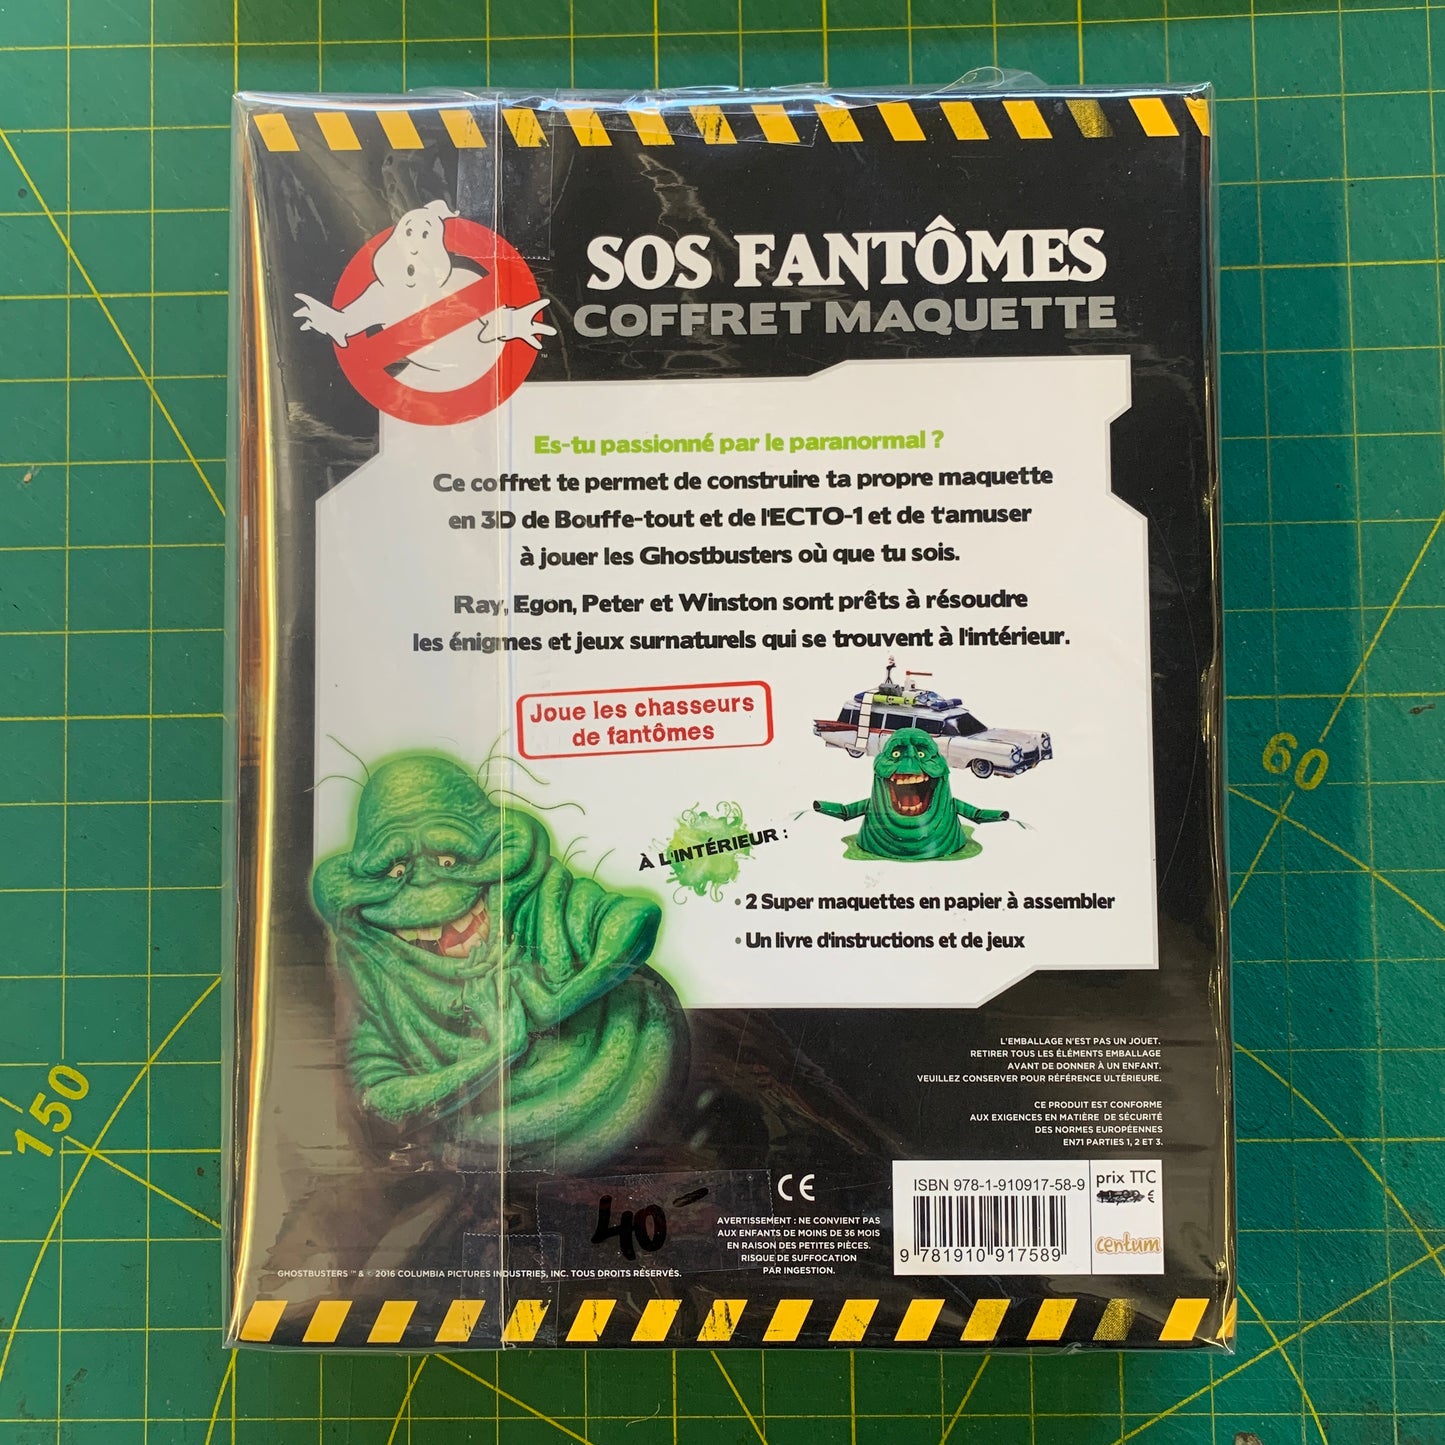 SOS FANTÔMES
COFFRET MAQUETTE
™
Es-tu passionné par le paranormal ?
Ce coffret te permet de construire ta propre maquette
en 3D de Bouffe-tout et de l'ECTO-1 et de t'amuser
à jouer les Ghostbusters où que tu sois.
Ray, Egon, Peter et Winston sont prêts à résoudre
les énigmes et jeux surnaturels qui se trouvent à l'intérieur.
Joue les chasseurs
de fantômes
À L'INTÉRIEUR :
• 2 Super maquettes en papier à assembler
• Un livre d'instructions et de jeux
L'EMBALLAGE N'EST PAS UN JOUET.
RETIRER TOUS LES ÉLÉMENTS EMBALLAGE
AVANT DE DONNER À UN ENFANT.
VEUILLEZ CONSERVER POUR RÉFÉRENCE ULTÉRIEURE.
CE PRODUIT EST CONFORME
AUX EXIGENCES EN MATIÈRE DE SÉCURITÉ
DES NORMES EUROPÉENNES
EN71 PARTIES 1, 2 ET 3.
CE
AVERTISSEMENT : NE CONVIENT PAS
AUX ENFANTS DE MOINS DE 36 MOIS
EN RAISON DES PETITES PIÈCES.
RISQUE DE SUFFOCATION
PAR INGESTION.
ISBN 978-1-910917-58-9
9 781910 917589
prix TTC
€
centum
40-
GHOSTBUSTERS ™ & © 2016 COLUMBIA PICTURES INDUSTRIES, INC. TOUS DROITS RÉSERVÉS.
150
60